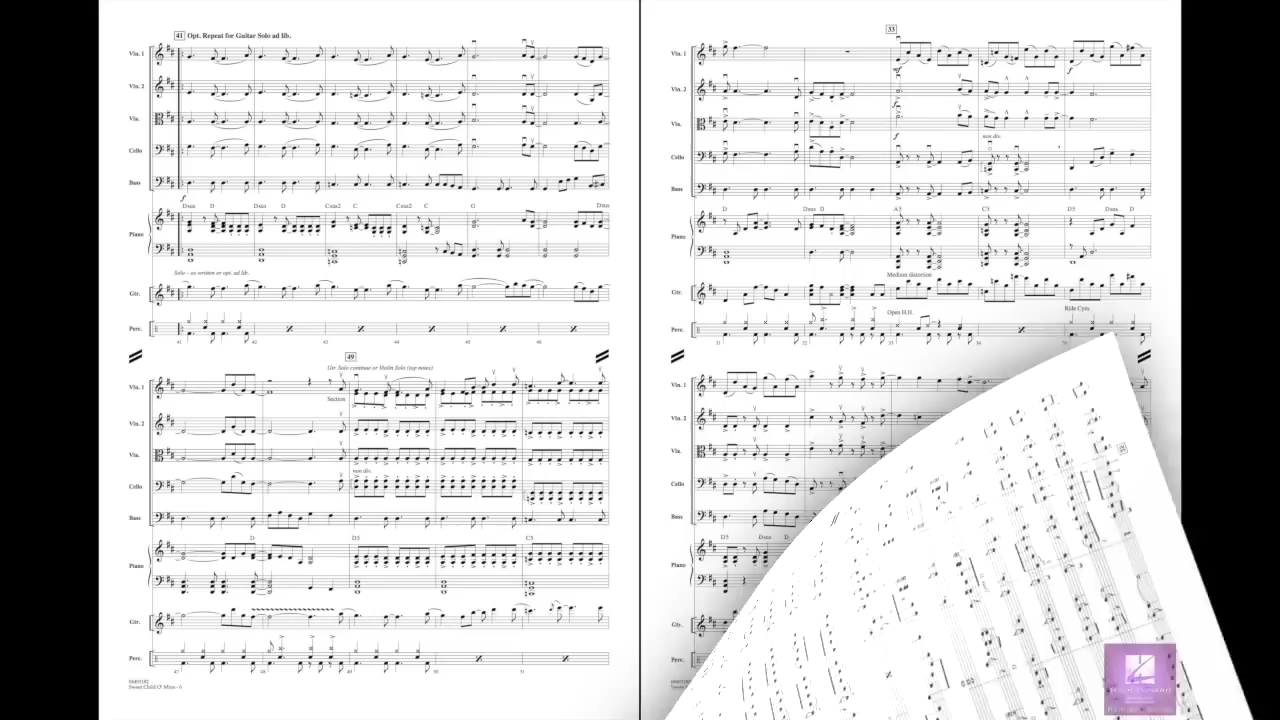 41 Opt. Repeat for Guitar Solo ad lib.
Vln. 1
Vln. 2
Vla.
Cello
Bass
Dsus D Dsus D Csus2 C Csus2 C G Dsus
Piano
Solo – as written or opt. ad lib.
Gtr.
Perc.
41 42 43 44 45 46
49
Gtr. Solo continue or Violin Solo (top notes)
Vln. 1
Section
Vln. 2
Vla.
non div.
Cello
Bass
D D5 C5
Piano
Gtr.
Perc.
47 48 49 50 51
04491182
Sweet Child O' Mine - 6
33
Vln. 1
mf
f
Vln. 2
f
Vla.
f
non div.
Cello
Bass
D Dsus D A5 C5 D5 Dsus D
Piano
Medium distortion
Gtr.
Open H.H.
Ride Cym.
Perc.
31 32 33 34
Vln. 1
Vln. 2
Vla.
Cello
Bass
D5 Dsus D
Piano
Gtr.
Perc.